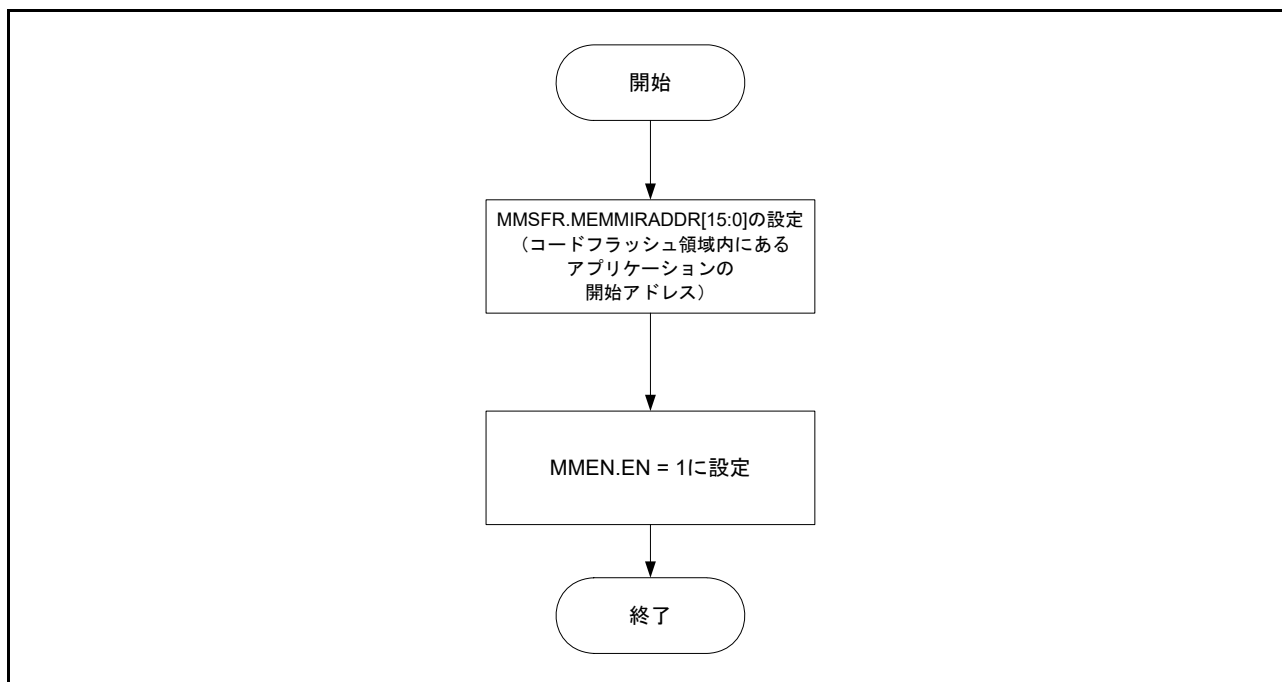 開始
MMSFR.MEMMIRADDR[15:0]の設定
（コードフラッシュ領域内にある
アプリケーションの
開始アドレス）
MMEN.EN = 1に設定
終了